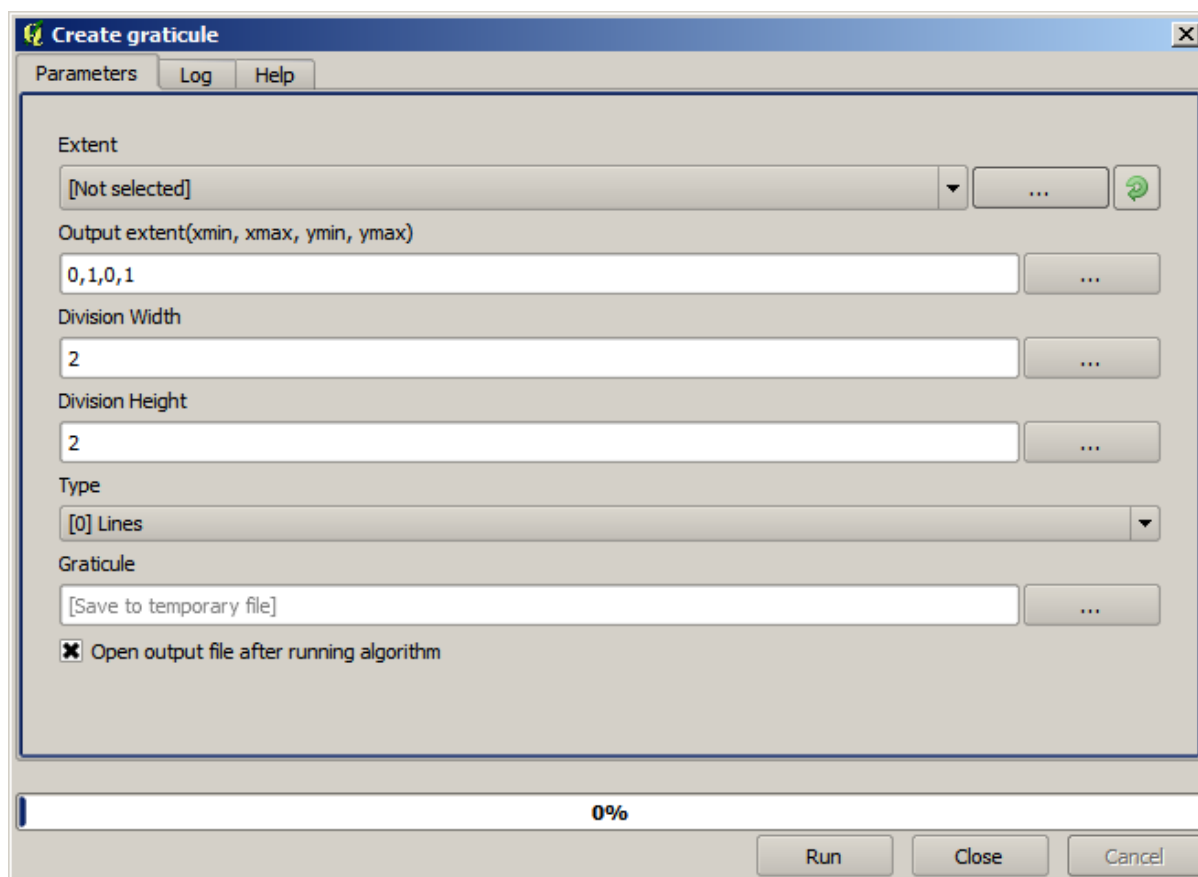 Create graticule
Parameters Log Help
Extent
[Not selected] ...
Output extent(xmin, xmax, ymin, ymax)
0,1,0,1 ...
Division Width
2 ...
Division Height
2 ...
Type
[0] Lines
Graticule
[Save to temporary file] ...
Open output file after running algorithm
0%
Run Close Cancel